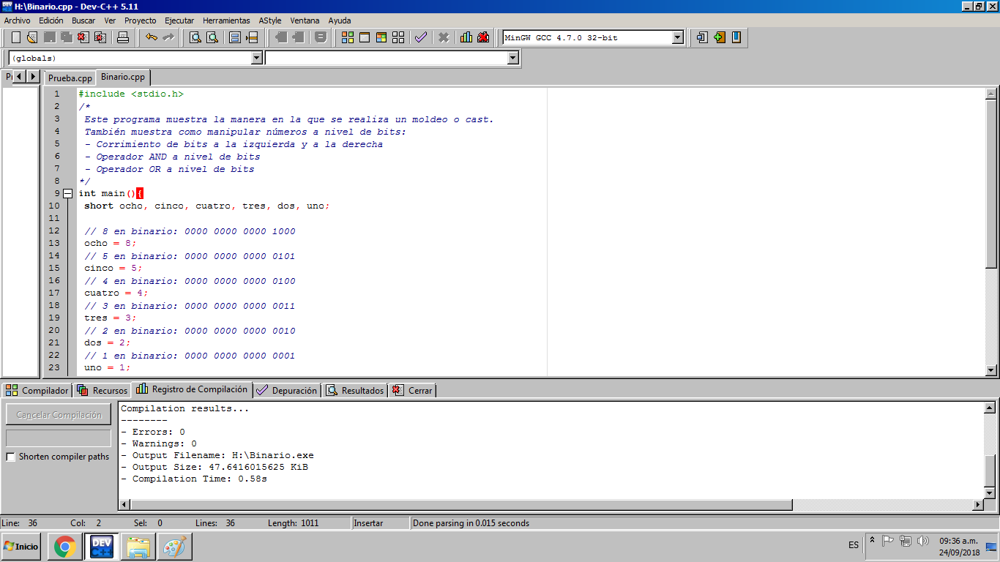 H:\Binario.cpp - Dev-C++ 5.11
Archivo Edición Buscar Ver Proyecto Ejecutar Herramientas AStyle Ventana Ayuda
MinGW GCC 4.7.0 32-bit
(globals)
Prueba.cpp Binario.cpp
1 #include <stdio.h>
2 /*
3 Este programa muestra la manera en la que se realiza un moldeo o cast.
4 También muestra como manipular números a nivel de bits:
5 - Corrimiento de bits a la izquierda y a la derecha
6 - Operador AND a nivel de bits
7 - Operador OR a nivel de bits
8 */
9 int main(){
10 short ocho, cinco, cuatro, tres, dos, uno;
11
12 // 8 en binario: 0000 0000 0000 1000
13 ocho = 8;
14 // 5 en binario: 0000 0000 0000 0101
15 cinco = 5;
16 // 4 en binario: 0000 0000 0000 0100
17 cuatro = 4;
18 // 3 en binario: 0000 0000 0000 0011
19 tres = 3;
20 // 2 en binario: 0000 0000 0000 0010
21 dos = 2;
22 // 1 en binario: 0000 0000 0000 0001
23 uno = 1;
Compilador Recursos Registro de Compilación Depuración Resultados Cerrar
Cancelar Compilación
Shorten compiler paths
Compilation results...
--------
- Errors: 0
- Warnings: 0
- Output Filename: H:\Binario.exe
- Output Size: 47.6416015625 KiB
- Compilation Time: 0.58s
Line: 36 Col: 2 Sel: 0 Lines: 36 Length: 1011 Insertar Done parsing in 0.015 seconds
Inicio
DEV C++
ES
09:36 a.m.
24/09/2018